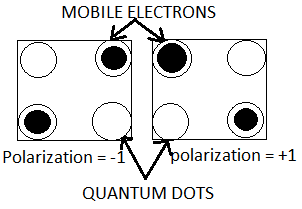 MOBILE ELECTRONS
Polarization = -1
polarization = +1
QUANTUM DOTS